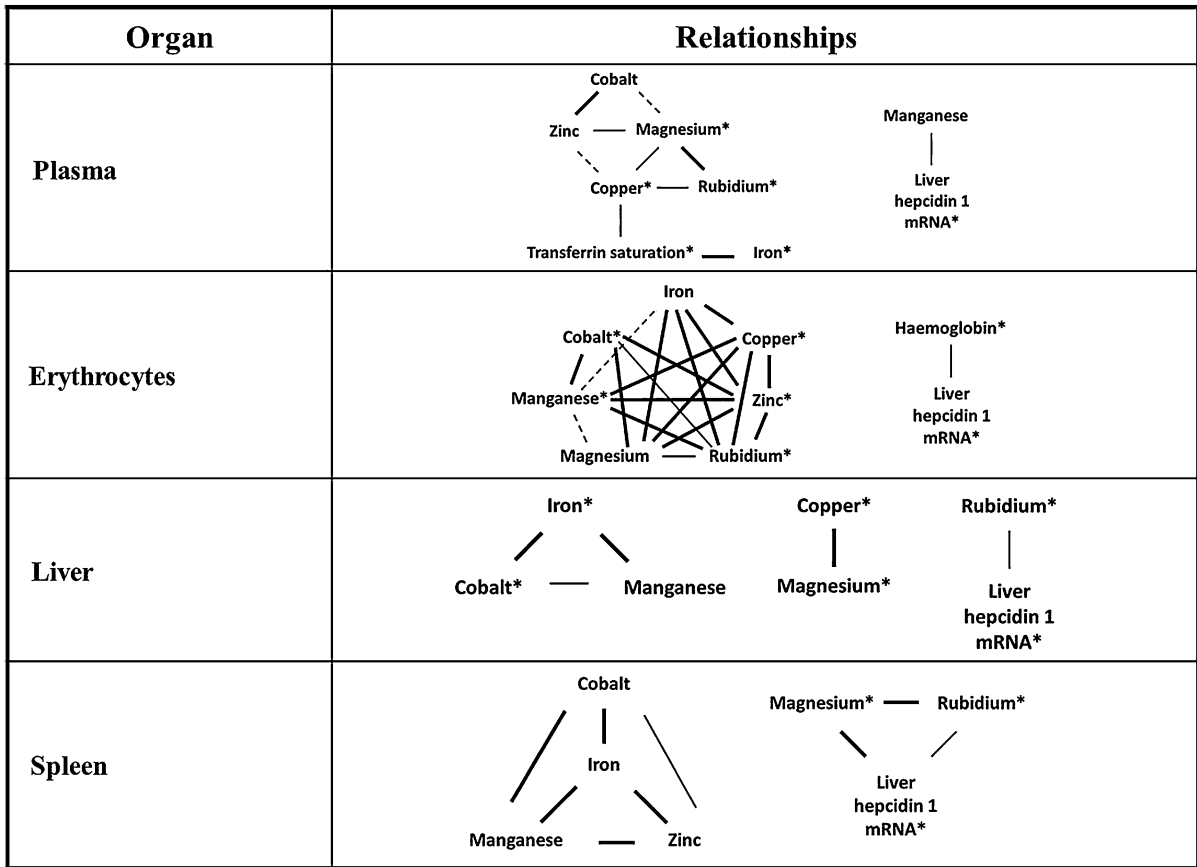 Organ Relationships
Plasma
Cobalt
Zinc Magnesium*
Copper* Rubidium*
Transferrin saturation* Iron*
Manganese
Liver
hepcidin 1
mRNA*
Erythrocytes
Iron
Cobalt* Copper*
Manganese* Zinc*
Magnesium Rubidium*
Haemoglobin*
Liver
hepcidin 1
mRNA*
Liver
Iron*
Cobalt* Manganese
Copper*
Magnesium*
Rubidium*
Liver
hepcidin 1
mRNA*
Spleen
Cobalt
Iron
Manganese Zinc
Magnesium* Rubidium*
Liver
hepcidin 1
mRNA*